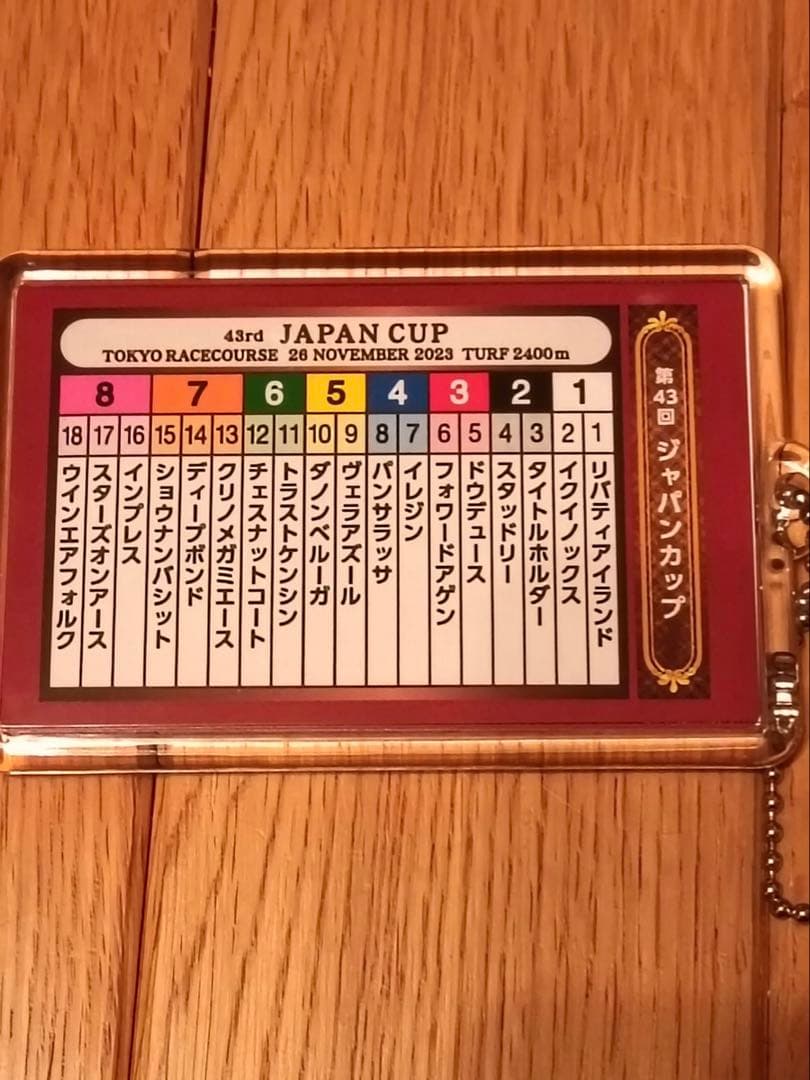 43rd JAPAN CUP
TOKYO RACECOURSE 26 NOVEMBER 2023 TURF 2400m
第43回 ジャパンカップ
8 7 6 5 4 3 2 1
18 17 16 15 14 13 12 11 10 9 8 7 6 5 4 3 2 1
リバティアイランド
イクイノックス
タイトルホルダー
スタッドリー
ドウデュース
フォワードアゲン
イレジン
パンサラッサ
ヴェラアズール
ダノンベルーガ
トラストケンシン
チェスナットコート
クリノメガミエース
ディープボンド
ショウナンバシット
インプレス
スターズオンアース
ウインエアフォルク